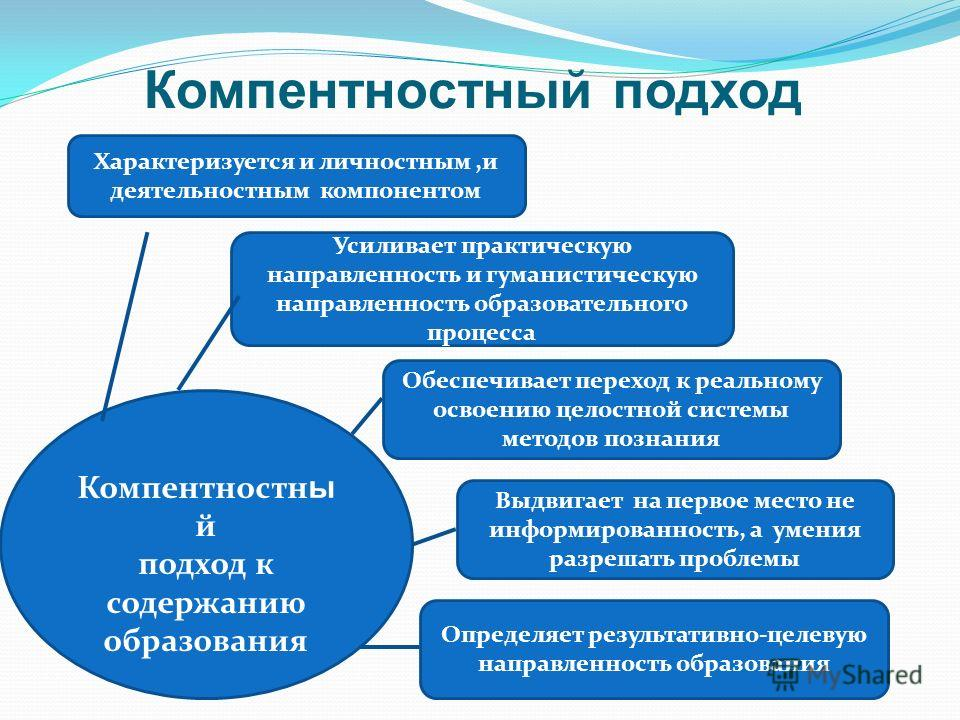 Компентностный подход
Характеризуется и личностным ,и
деятельностным компонентом
Усиливает практическую
направленность и гуманистическую
направленность образовательного
процесса
Обеспечивает переход к реальному
освоению целостной системы
методов познания
Компентностны
й
подход к
содержанию
образования
Выдвигает на первое место не
информированность, а умения
разрешать проблемы
Определяет результативно-целевую
направленность образования
MyShared